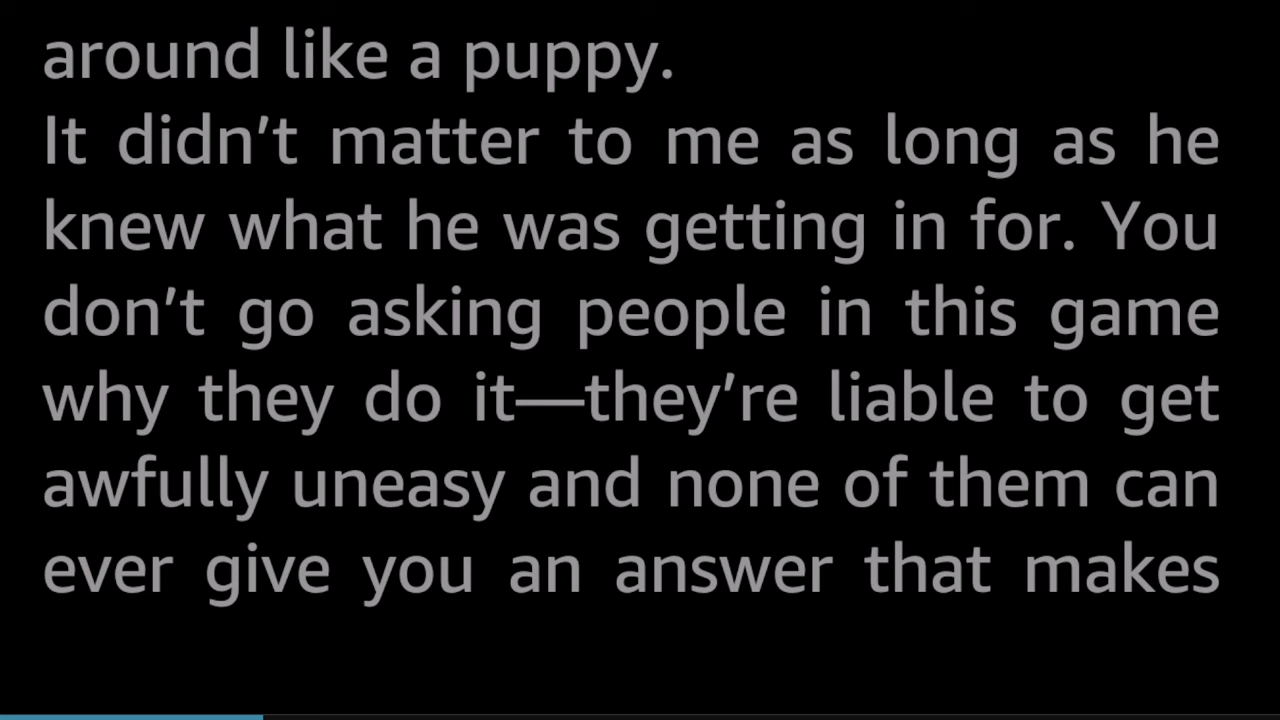 around like a puppy.
It didn’t matter to me as long as he
knew what he was getting in for. You
don’t go asking people in this game
why they do it—they’re liable to get
awfully uneasy and none of them can
ever give you an answer that makes